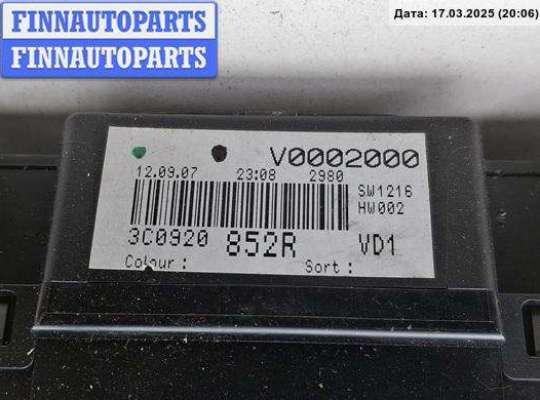 FINNAUTOPARTS
FINNAUTOPARTS
Дата: 17.03.2025 (20:06)
V0002000
12.09.07 23:08 2980
SW1216
HW002
3C0920 852R VD1
Colour : Sort :